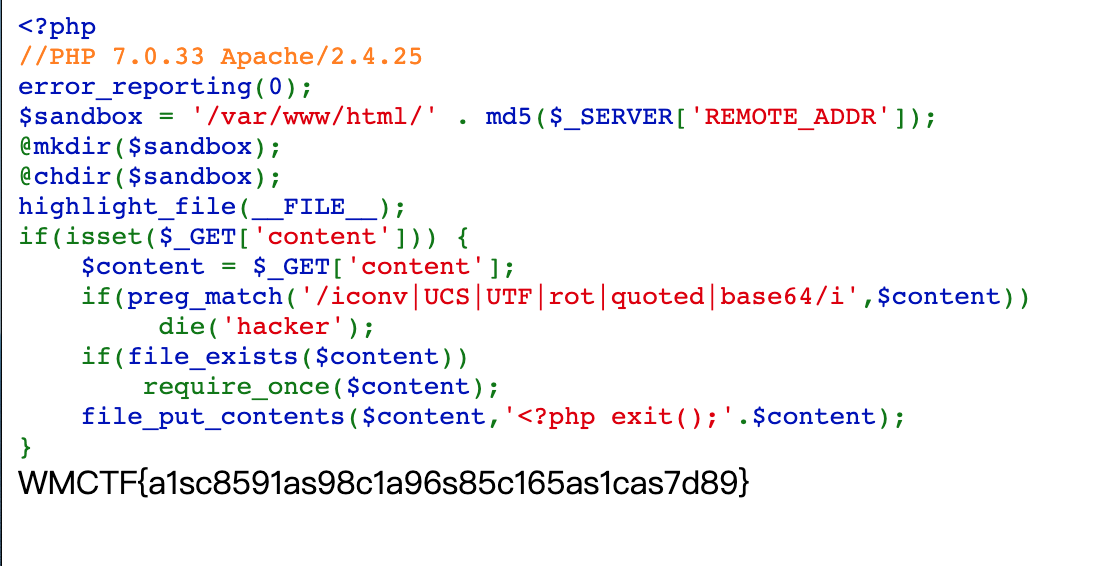 <?php
//PHP 7.0.33 Apache/2.4.25
error_reporting(0);
$sandbox = '/var/www/html/' . md5($_SERVER['REMOTE_ADDR']);
@mkdir($sandbox);
@chdir($sandbox);
highlight_file(__FILE__);
if(isset($_GET['content'])) {
    $content = $_GET['content'];
    if(preg_match('/iconv|UCS|UTF|rot|quoted|base64/i',$content))
         die('hacker');
    if(file_exists($content))
        require_once($content);
    file_put_contents($content,'<?php exit();'.$content);
}
WMCTF{a1sc8591as98c1a96s85c165as1cas7d89}